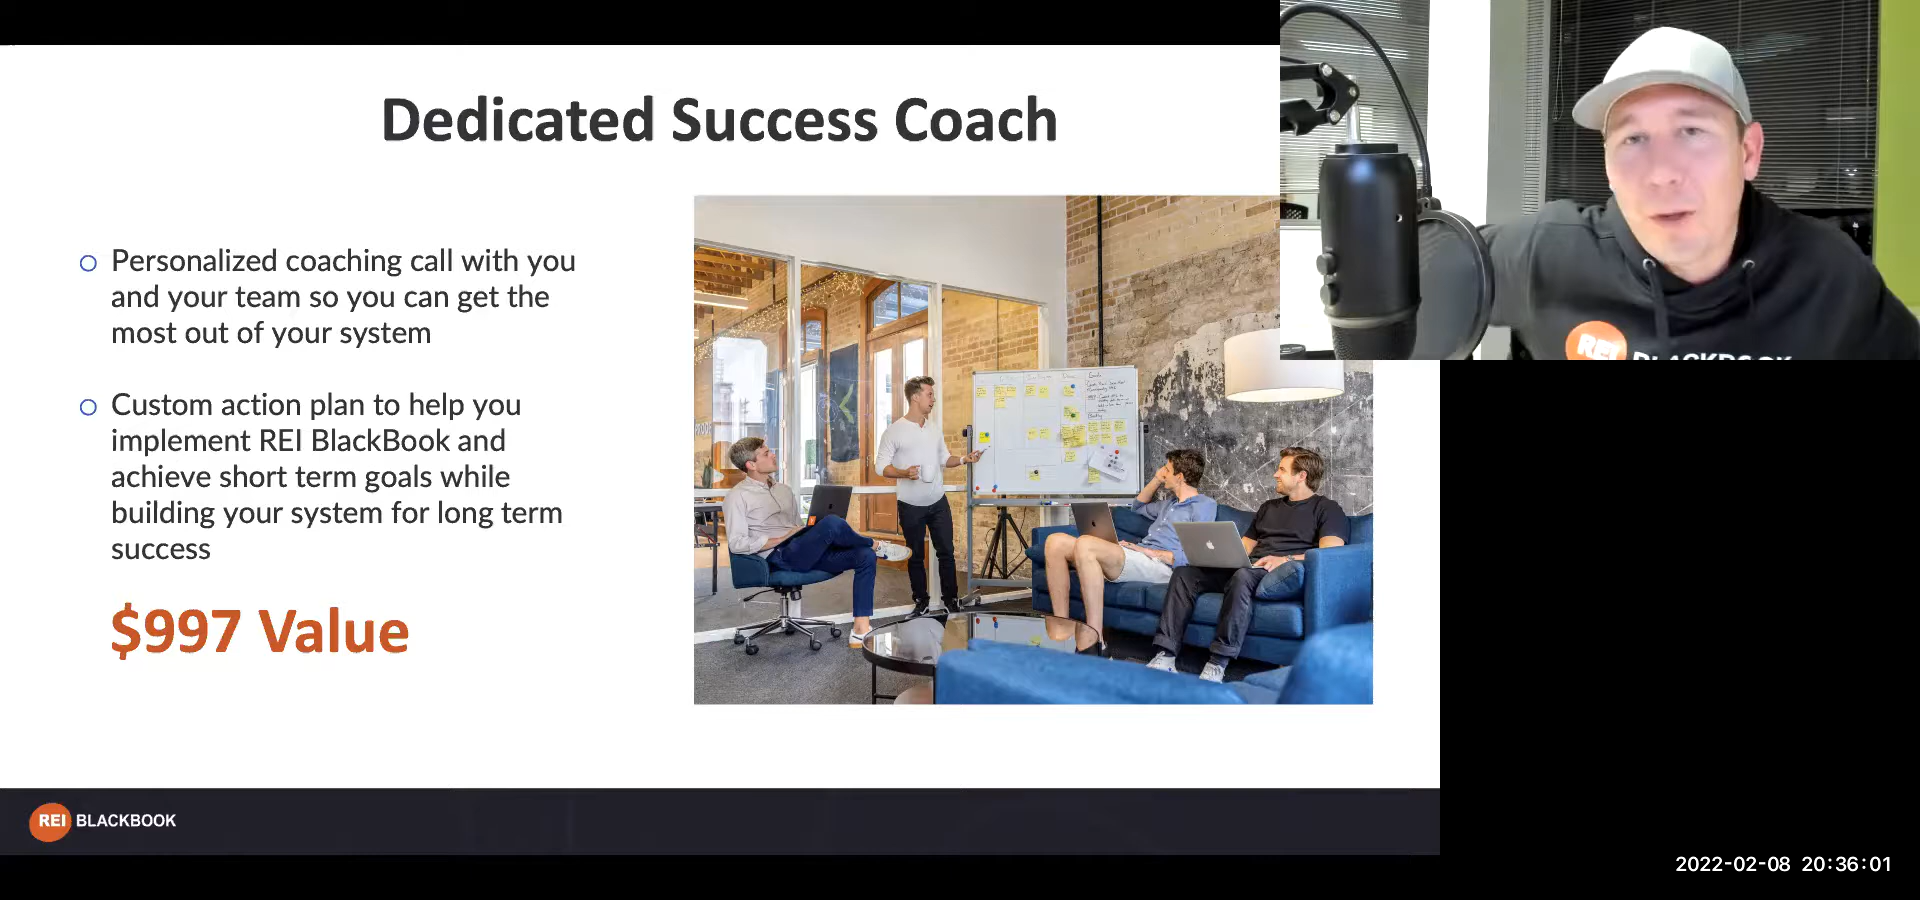 Dedicated Success Coach
Personalized coaching call with you
and your team so you can get the
most out of your system
Custom action plan to help you
implement REI BlackBook and
achieve short term goals while
building your system for long term
success
$997 Value
REI BLACKBOOK
REI BLACKBOOK
2022-02-08 20:36:01